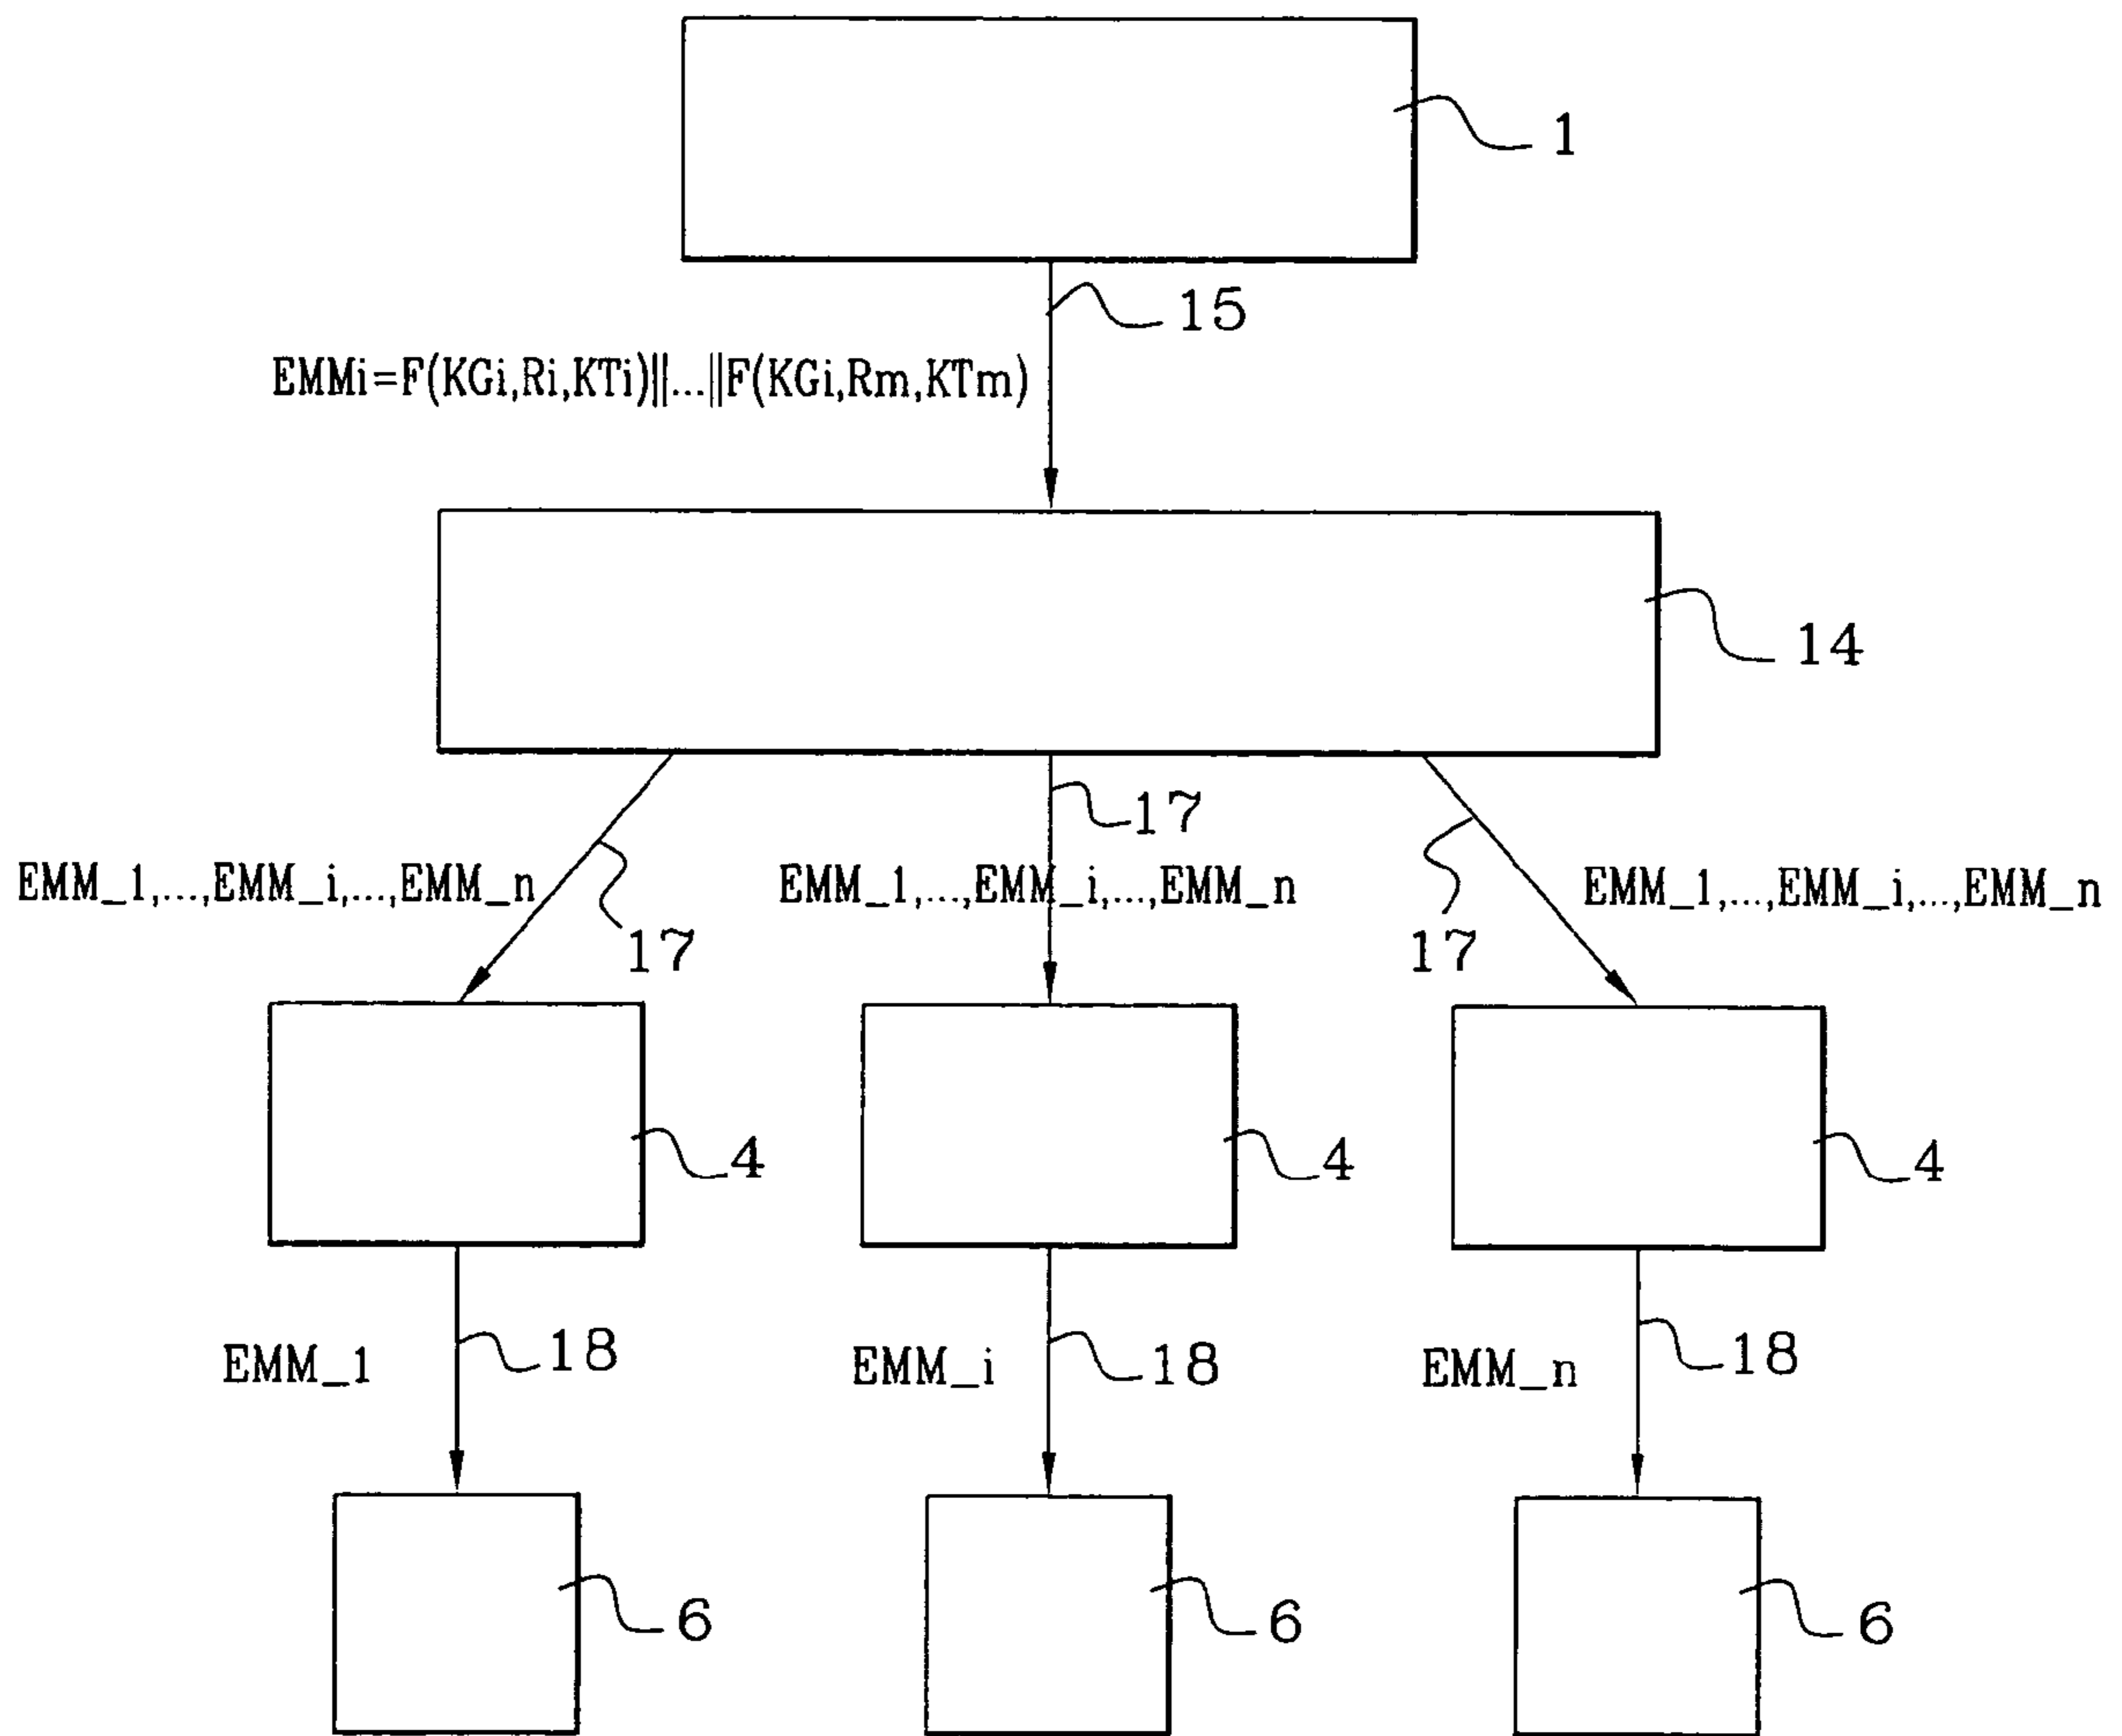 1
15
EMMi=F(KGi,Ri,KTi)||...||F(KGi,Rm,KTm)
14
17
EMM_1,...,EMM_i,...,EMM_n
EMM_1,...,EMM_i,...,EMM_n
EMM_1,...,EMM_i,...,EMM_n
17
17
4
4
4
EMM_1
18
EMM_i
18
EMM_n
18
6
6
6